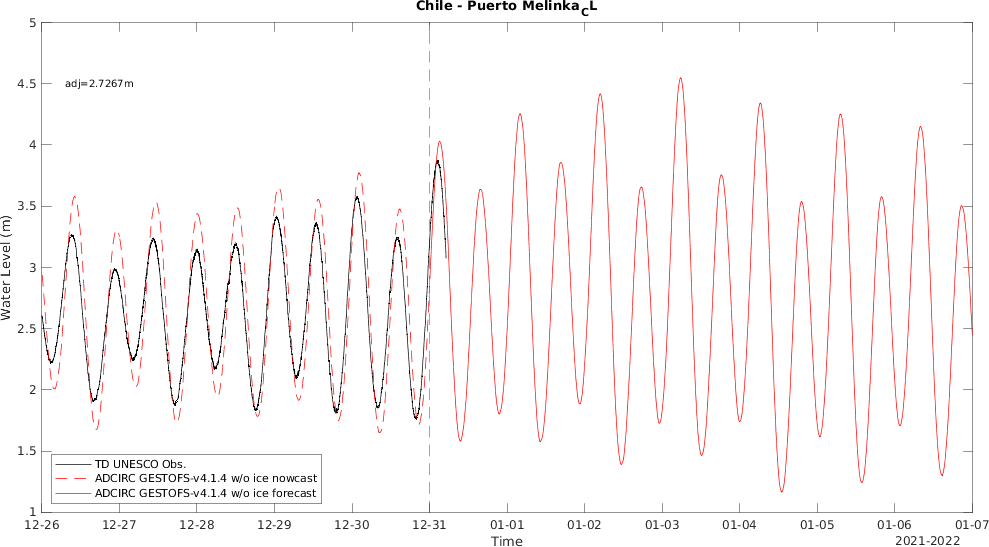 Chile - Puerto MelinkaCL
5
4.5
4
3.5
3
2.5
2
1.5
1
Water Level (m)
adj=2.7267m
TD UNESCO Obs.
ADCIRC GESTOFS-v4.1.4 w/o ice nowcast
ADCIRC GESTOFS-v4.1.4 w/o ice forecast
12-26 12-27 12-28 12-29 12-30 12-31 01-01 01-02 01-03 01-04 01-05 01-06 01-07
Time
2021-2022